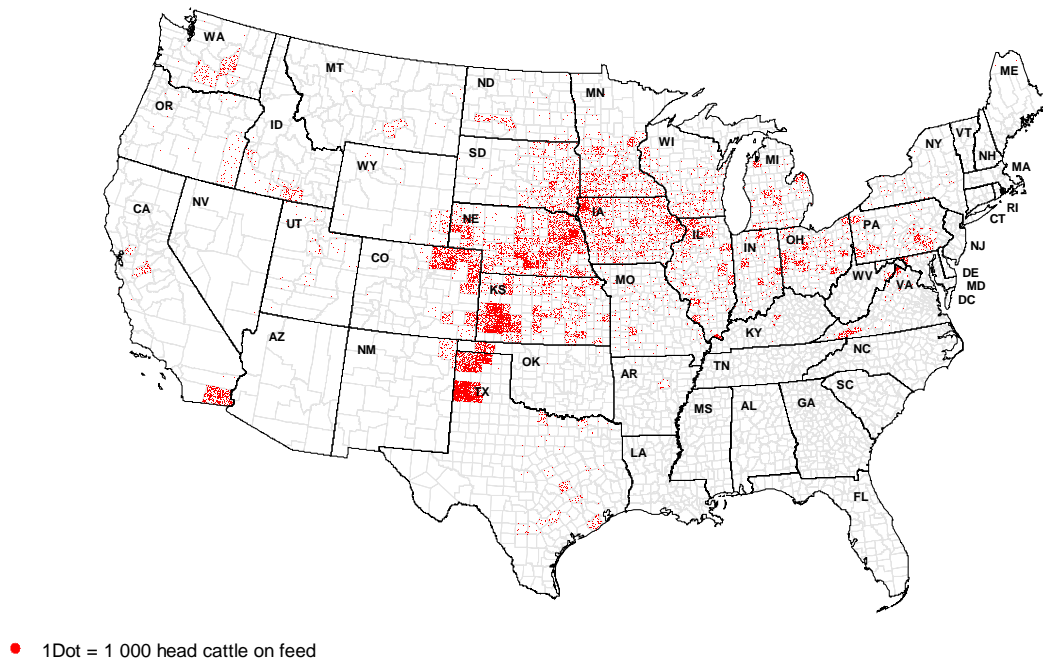 WA
MT
ND
MN
ME
OR
ID
SD
WI
MI
NY
VT
NH
MA
RI
CT
WY
CA
NV
UT
CO
NE
IA
IL
IN
OH
PA
NJ
KS
MO
WV
VA
DE
MD
DC
AZ
NM
OK
TX
AR
KY
TN
NC
SC
MS
AL
GA
LA
FL
1Dot = 1 000 head cattle on feed